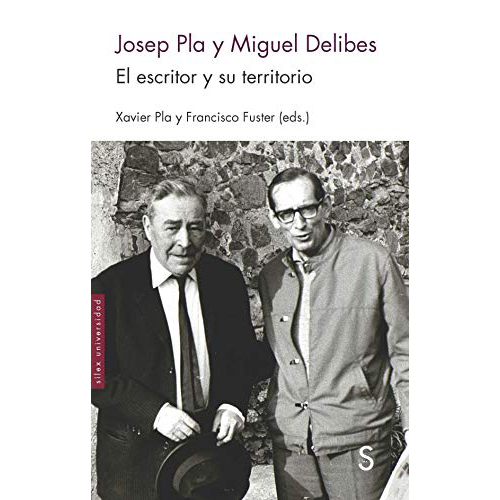 Josep Pla y Miguel Delibes
El escritor y su territorio
Xavier Pla y Francisco Fuster (eds.)
sílex universidad
S